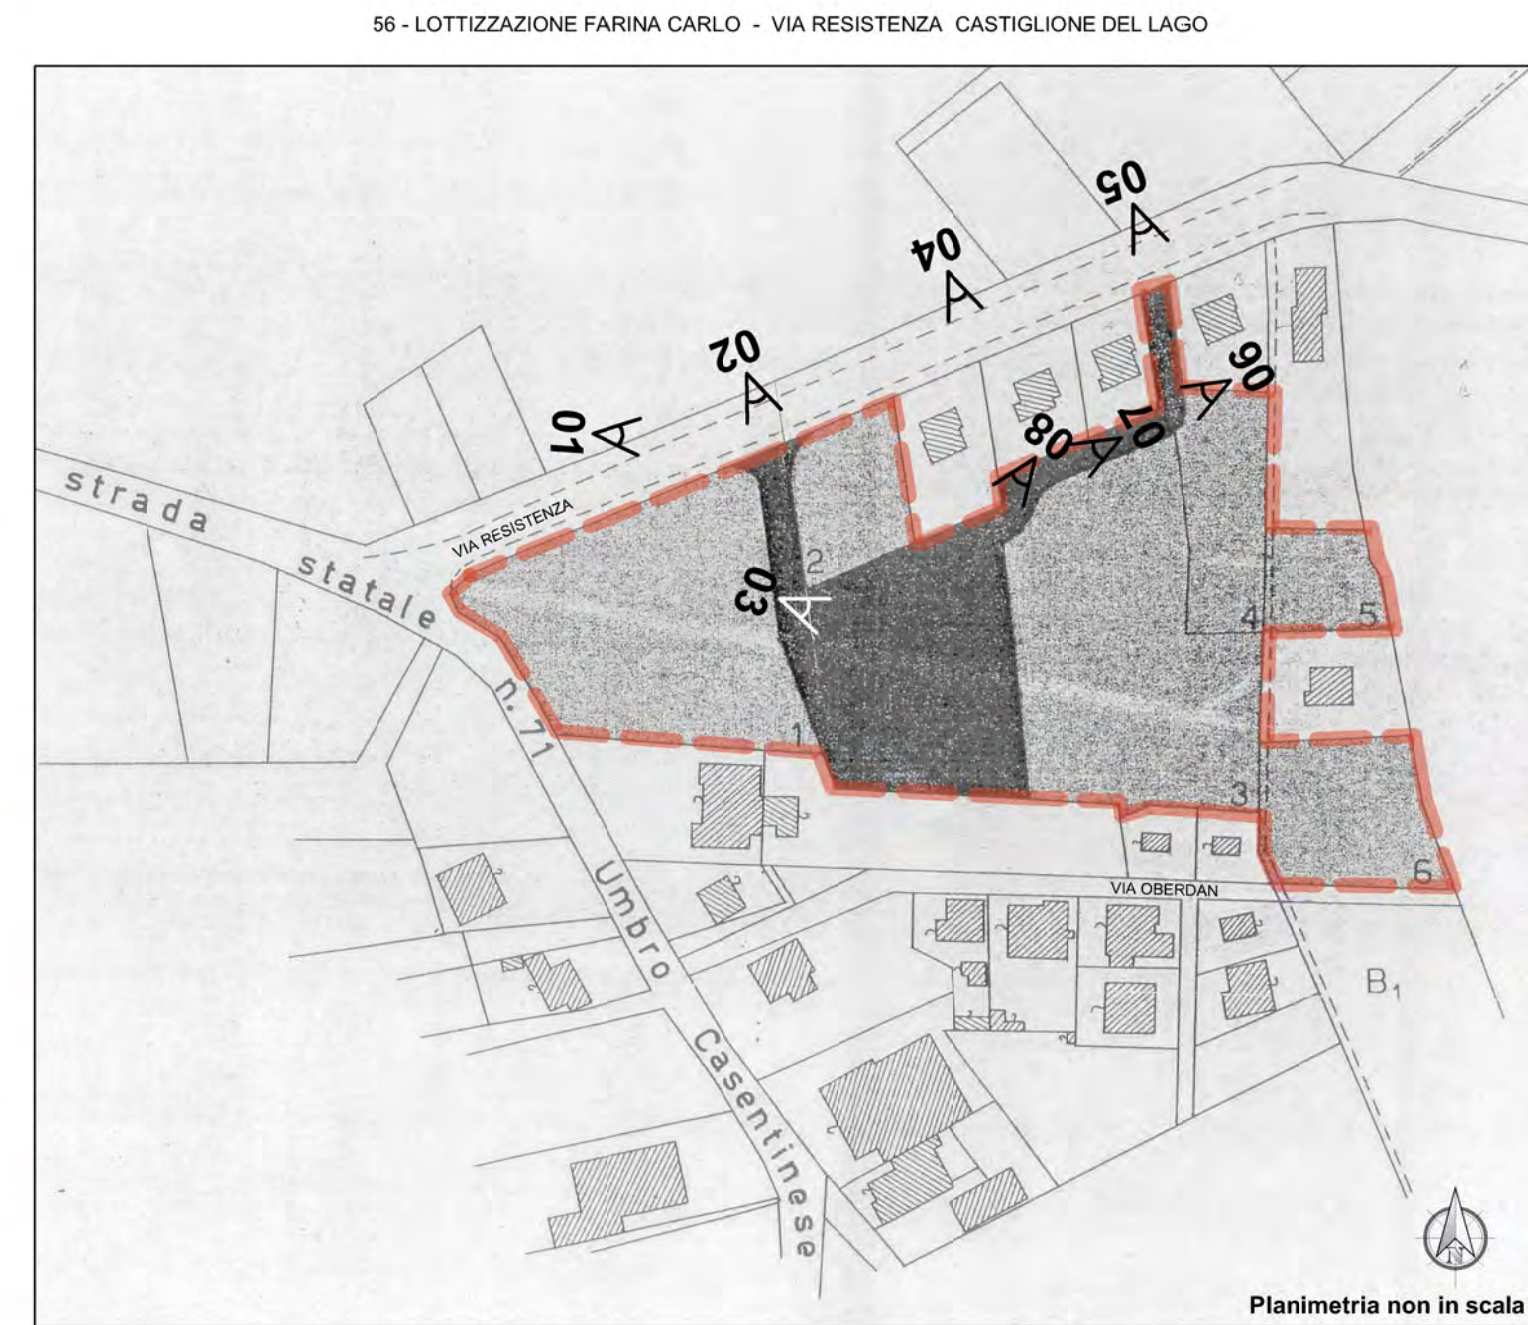 56 - LOTTIZZAZIONE FARINA CARLO - VIA RESISTENZA CASTIGLIONE DEL LAGO
05
04
02
01
06
07
08
strada
statale
n. 71
Umbro
Casentinese
VIA RESISTENZA
03
2
4
5
1
3
6
VIA OBERDAN
B1
N
Planimetria non in scala